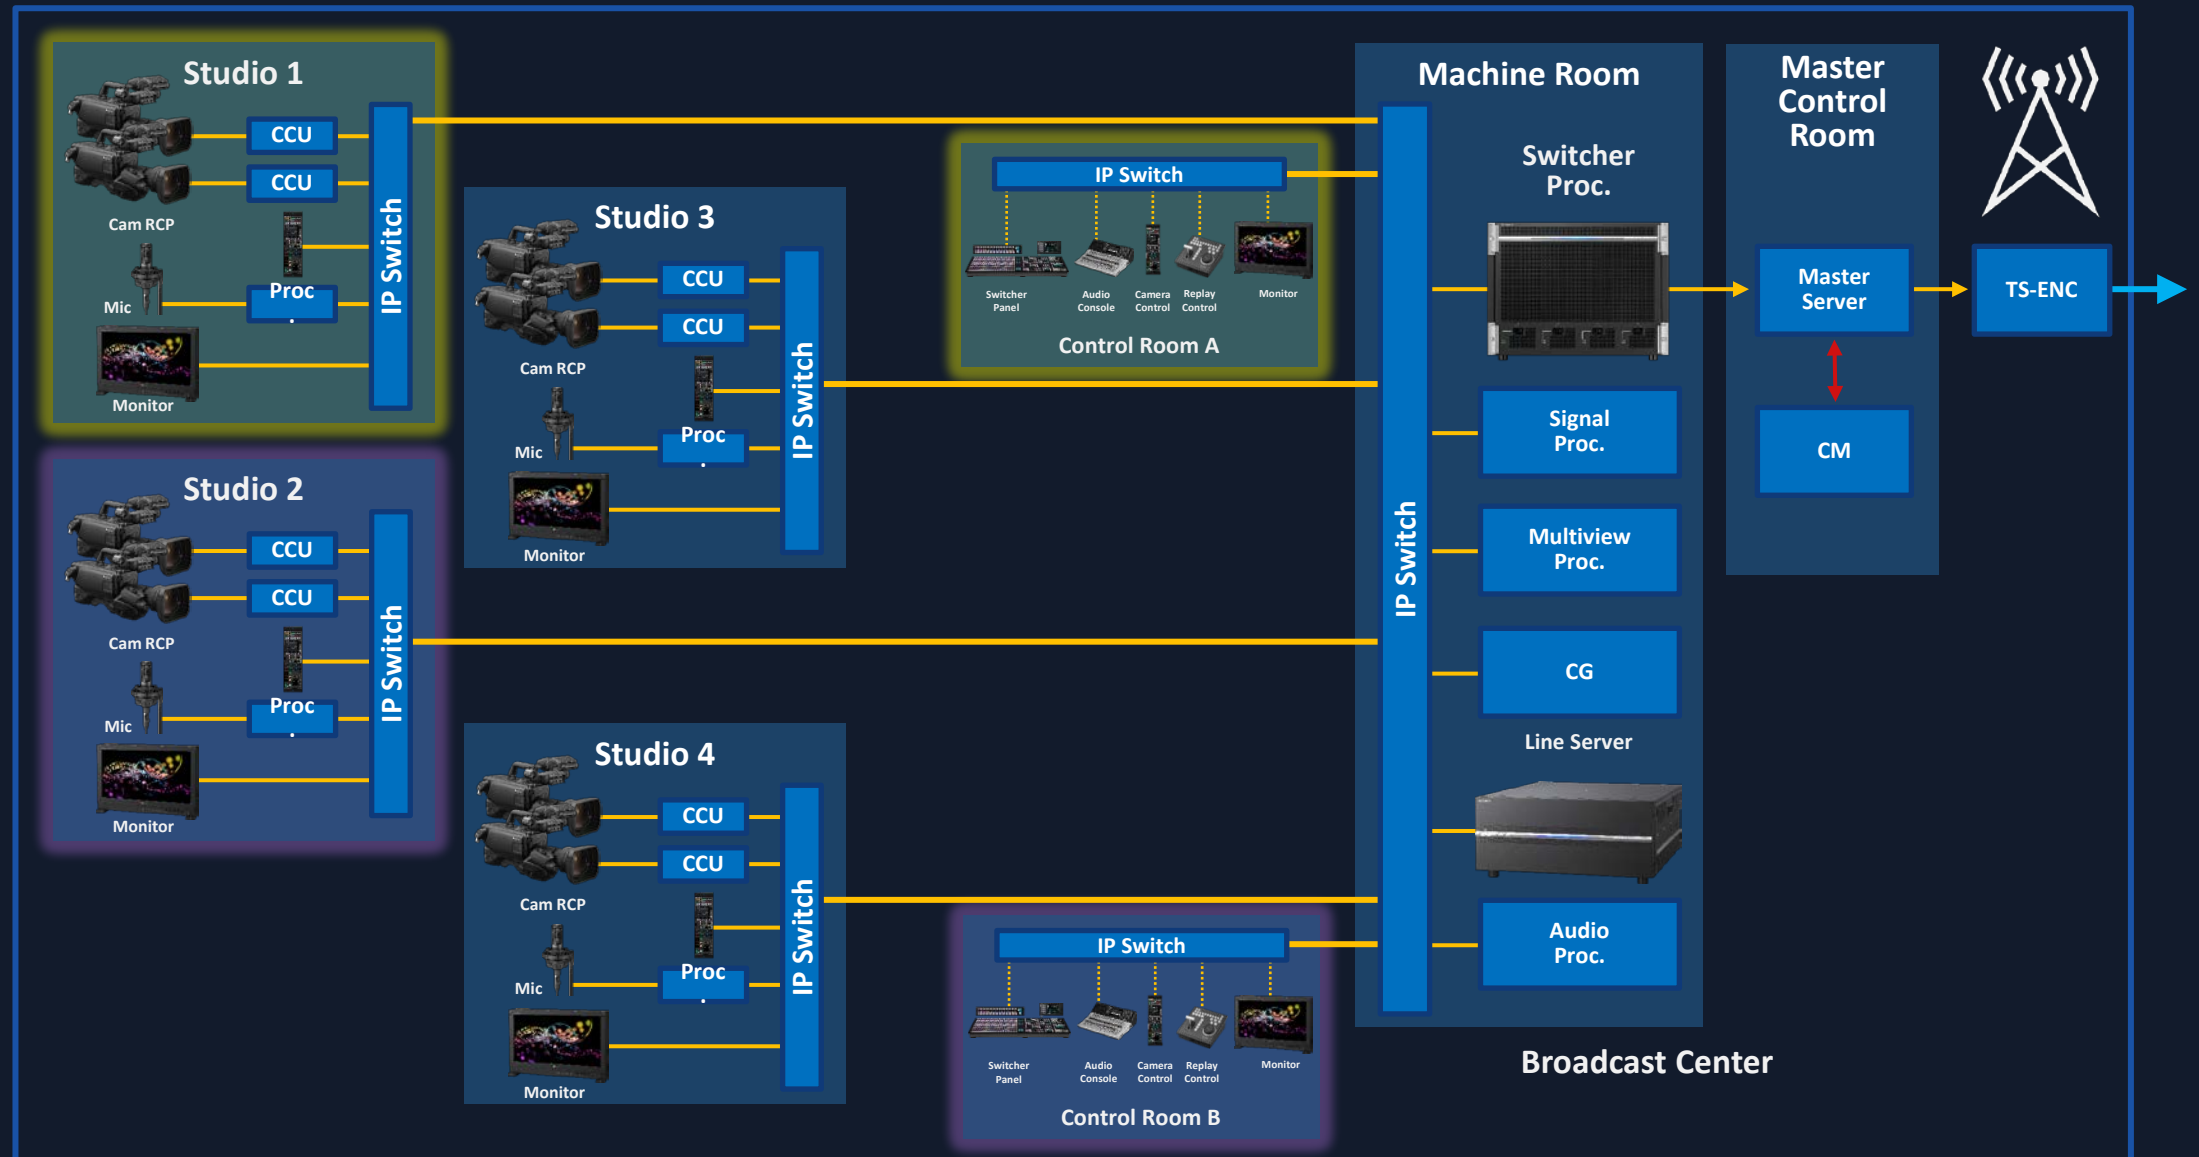 Studio 1
CCU
CCU
Cam RCP
Mic
Proc
.
Monitor
IP Switch
Studio 2
CCU
CCU
Cam RCP
Mic
Proc
.
Monitor
IP Switch
Studio 3
CCU
CCU
Cam RCP
Mic
Proc
.
Monitor
IP Switch
Studio 4
CCU
CCU
Cam RCP
Mic
Proc
.
Monitor
IP Switch
IP Switch
Switcher
Panel
Audio
Console
Camera
Control
Replay
Control
Monitor
Control Room A
IP Switch
Switcher
Panel
Audio
Console
Camera
Control
Replay
Control
Monitor
Control Room B
Machine Room
IP Switch
Switcher
Proc.
Signal
Proc.
Multiview
Proc.
CG
Line Server
Audio
Proc.
Master
Control
Room
Master
Server
CM
TS-ENC
Broadcast Center